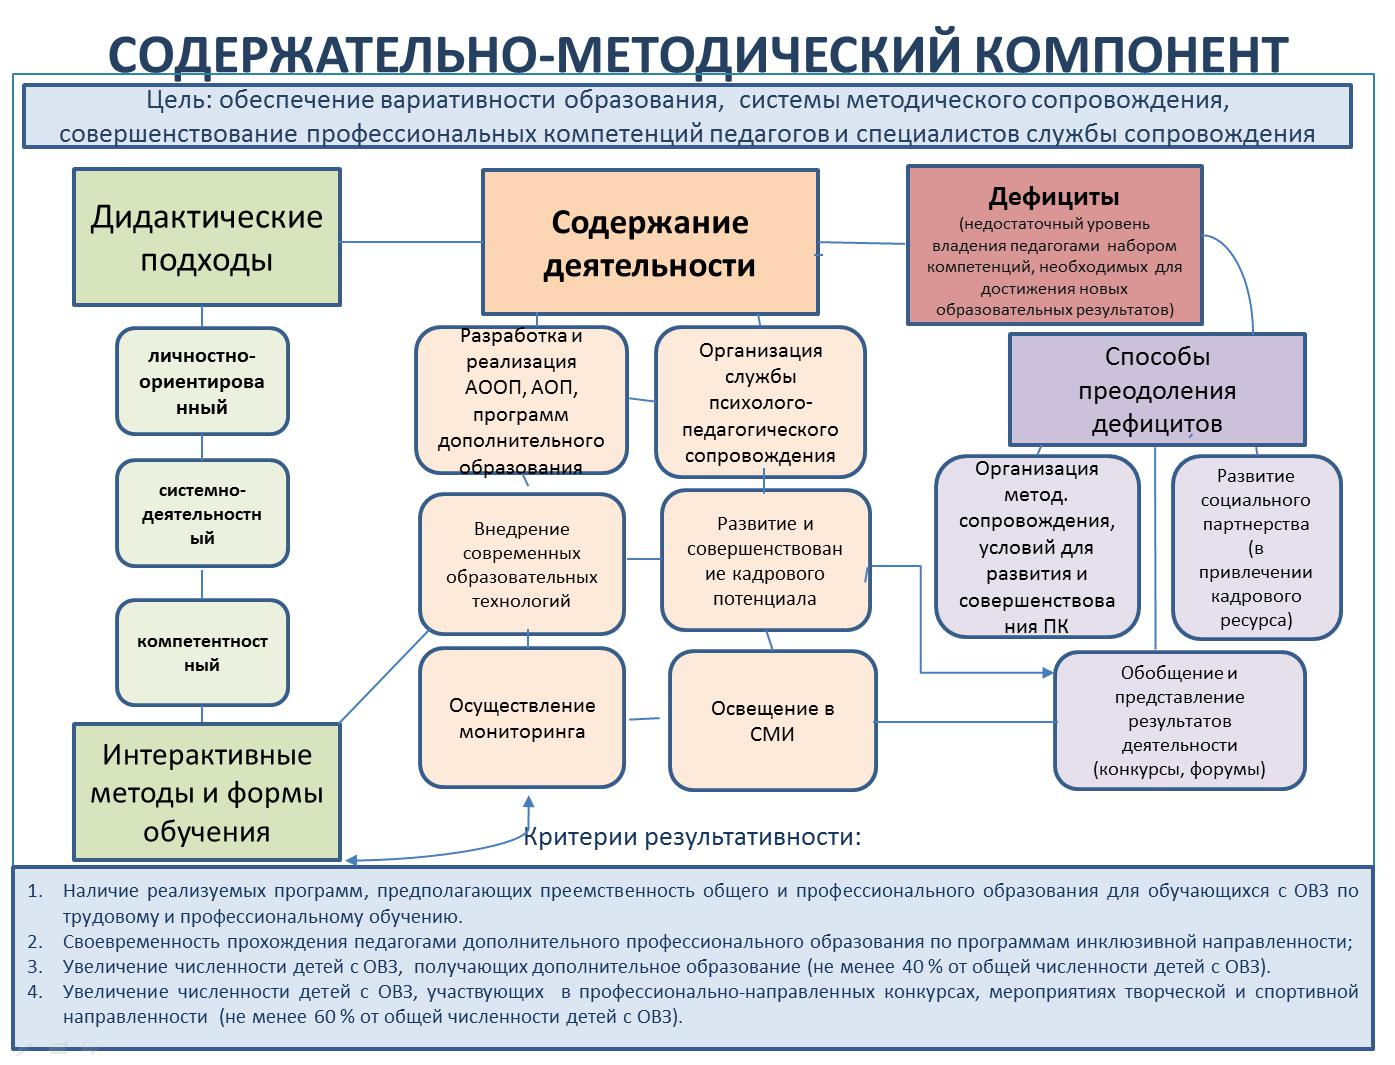 СОДЕРЖАТЕЛЬНО-МЕТОДИЧЕСКИЙ КОМПОНЕНТ
Цель: обеспечение вариативности образования, системы методического сопровождения,
совершенствование профессиональных компетенций педагогов и специалистов службы сопровождения
Дидактические
подходы
личностно-
ориентирова
нный
системно-
деятельностн
ый
компетентност
ный
Интерактивные
методы и формы
обучения
Содержание
деятельности
Разработка и
реализация
АООП, АОП,
программ
дополнительного
образования
Организация
службы
психолого-
педагогического
сопровождения
Внедрение
современных
образовательных
технологий
Развитие и
совершенствован
ие кадрового
потенциала
Осуществление
мониторинга
Освещение в
СМИ
Дефициты
(недостаточный уровень
владения педагогами набором
компетенций, необходимых для
достижения новых
образовательных результатов)
Способы
преодоления
дефицитов
Организация
метод.
сопровождения,
условий для
развития и
совершенствова
ния ПК
Развитие
социального
партнерства
(в
привлечении
кадрового
ресурса)
Обобщение и
представление
результатов
деятельности
(конкурсы, форумы)
Критерии результативности:
1. Наличие реализуемых программ, предполагающих преемственность общего и профессионального образования для обучающихся с ОВЗ по
трудовому и профессиональному обучению.
2. Своевременность прохождения педагогами дополнительного профессионального образования по программам инклюзивной направленности;
3. Увеличение численности детей с ОВЗ, получающих дополнительное образование (не менее 40 % от общей численности детей с ОВЗ).
4. Увеличение численности детей с ОВЗ, участвующих в профессионально-направленных конкурсах, мероприятиях творческой и спортивной
направленности (не менее 60 % от общей численности детей с ОВЗ).